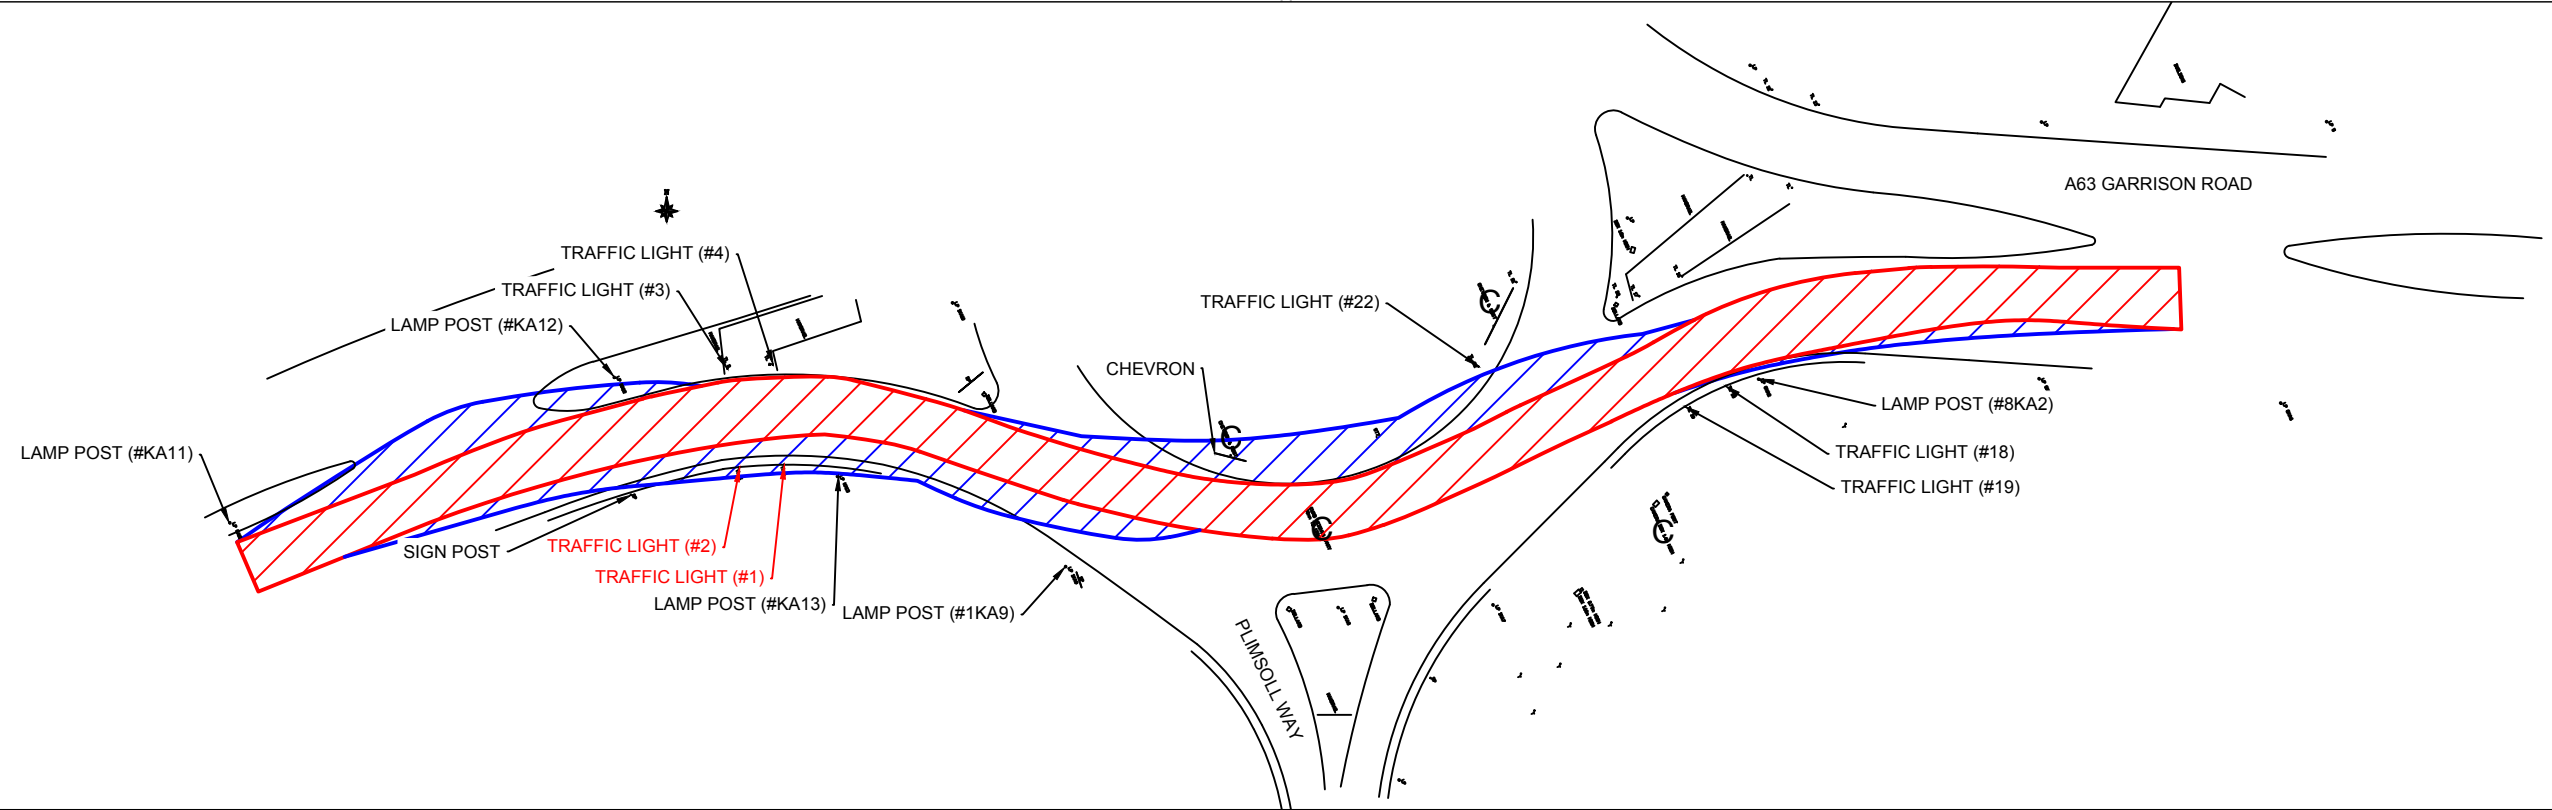 A63 GARRISON ROAD
TRAFFIC LIGHT (#4)
TRAFFIC LIGHT (#3)
TRAFFIC LIGHT (#22)
LAMP POST (#KA12)
CHEVRON
LAMP POST (#8KA2)
LAMP POST (#KA11)
TRAFFIC LIGHT (#18)
TRAFFIC LIGHT (#19)
SIGN POST
TRAFFIC LIGHT (#2)
TRAFFIC LIGHT (#1)
LAMP POST (#KA13)
LAMP POST (#1KA9)
PLIMSOLL WAY